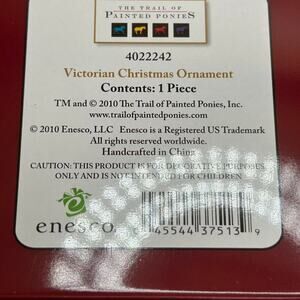 THE TRAIL OF
PAINTED PONIES
4022242
Victorian Christmas Ornament
Contents: 1 Piece
TM and © 2010 The Trail of Painted Ponies, Inc.
www.trailofpaintedponies.com
© 2010 Enesco, LLC Enesco is a Registered US Trademark
All rights reserved worldwide.
Handcrafted in China
CAUTION: THIS PRODUCT IS FOR DECORATIVE PURPOSES
ONLY AND IS NOT INTENDED FOR CHILDREN
enesco
45544 37513 9